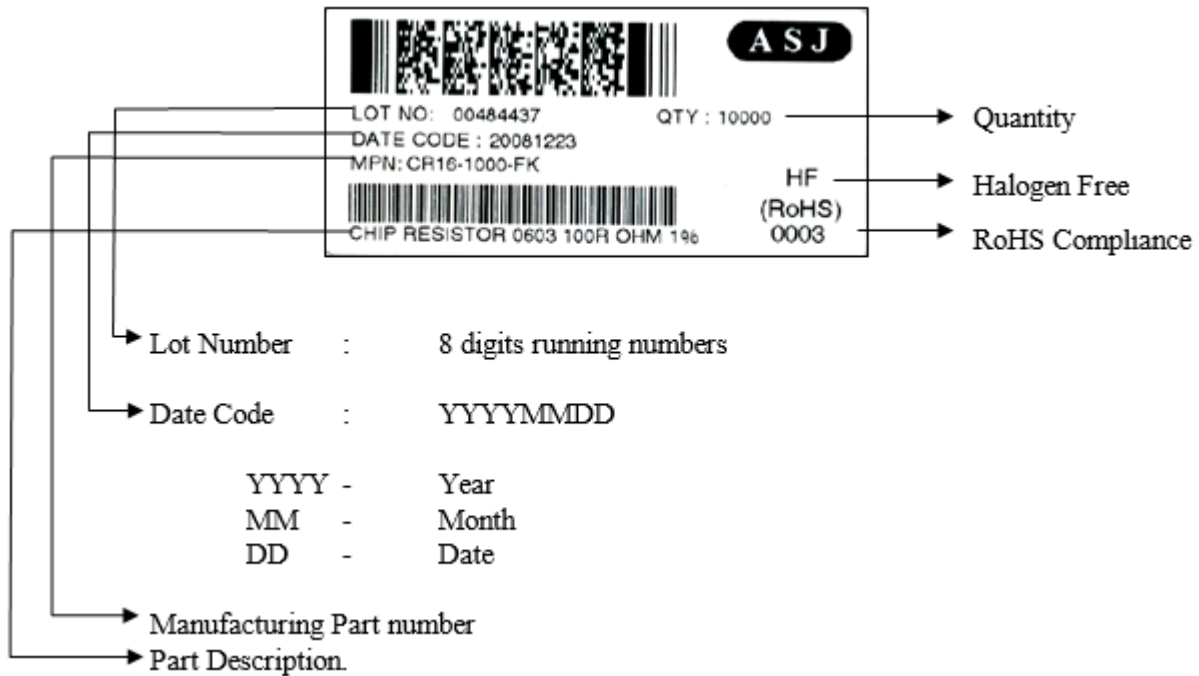 A S J
LOT NO: 00484437 QTY : 10000
DATE CODE : 20081223
MPN: CR16-1000-FK
CHIP RESISTOR 0603 100R OHM 1%
HF
(RoHS)
0003
Quantity
Halogen Free
RoHS Compliance
Lot Number : 8 digits running numbers
Date Code : YYYYMMDD
YYYY - Year
MM - Month
DD - Date
Manufacturing Part number
Part Description.